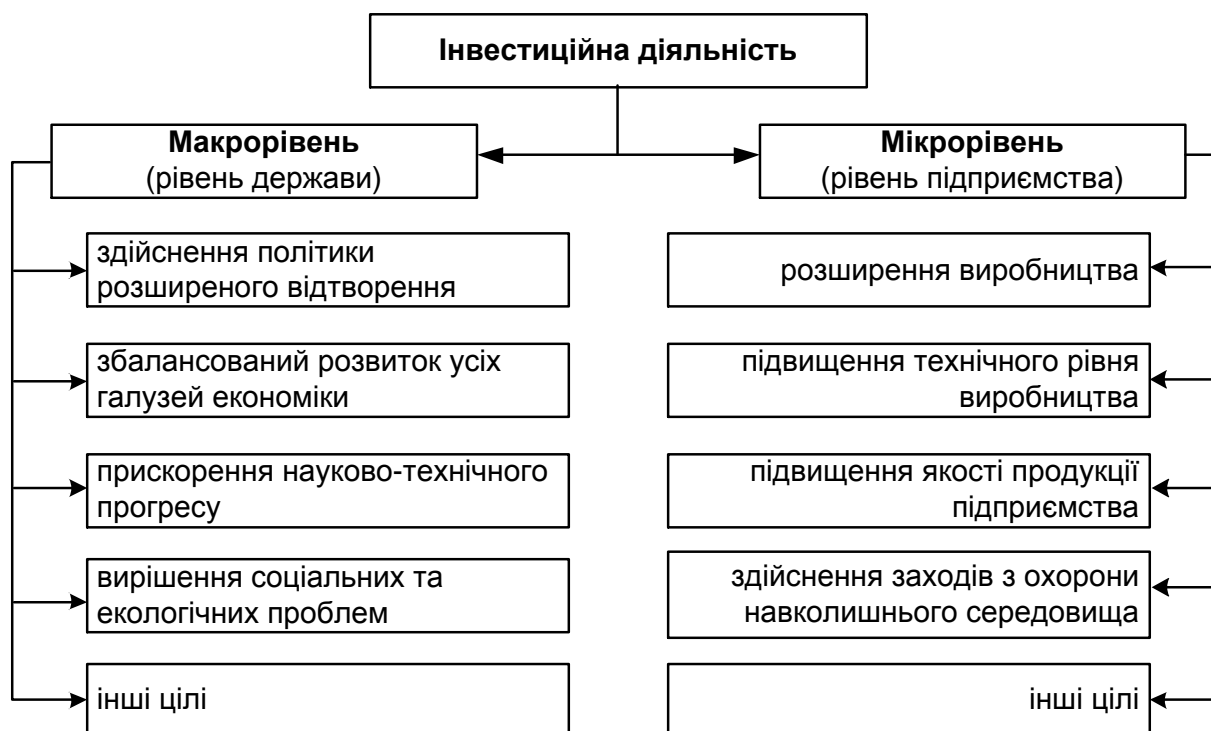 Інвестиційна діяльність
Макрорівень
(рівень держави)
Мікрорівень
(рівень підприємства)
здійснення політики
розширеного відтворення
збалансований розвиток усіх
галузей економіки
прискорення науково-технічного
прогресу
вирішення соціальних та
екологічних проблем
інші цілі
розширення виробництва
підвищення технічного рівня
виробництва
підвищення якості продукції
підприємства
здійснення заходів з охорони
навколишнього середовища
інші цілі